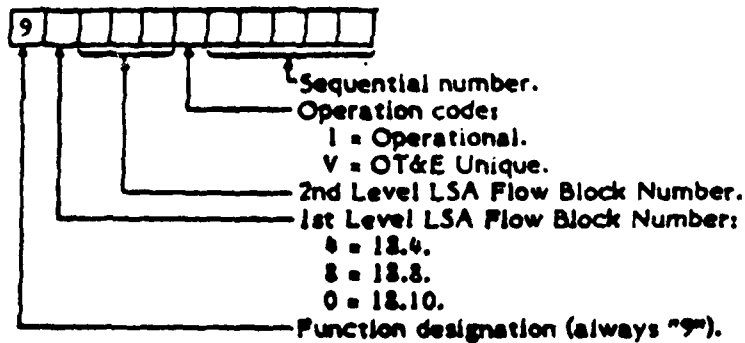 9
Sequential number.
Operation code:
1 = Operational.
V = OT&E Unique.
2nd Level LSA Flow Block Number.
1st Level LSA Flow Block Number:
4 = 18.4.
8 = 18.8.
0 = 18.10.
Function designation (always "9").